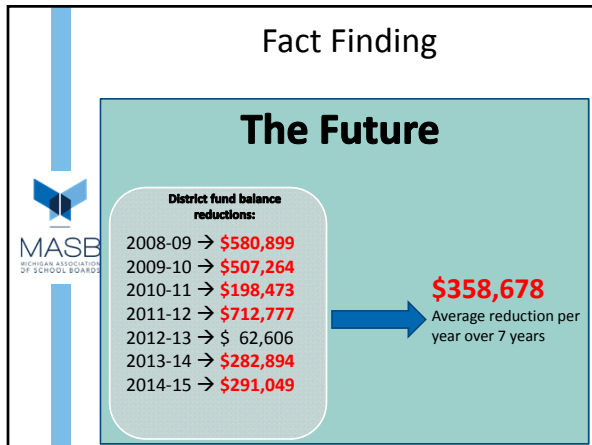 Fact Finding
The Future
MASB
MICHIGAN ASSOCIATION
OF SCHOOL BOARDS
District fund balance
reductions:
2008-09 → $580,899
2009-10 → $507,264
2010-11 → $198,473
2011-12 → $712,777
2012-13 → $ 62,606
2013-14 → $282,894
2014-15 → $291,049
$358,678
Average reduction per
year over 7 years